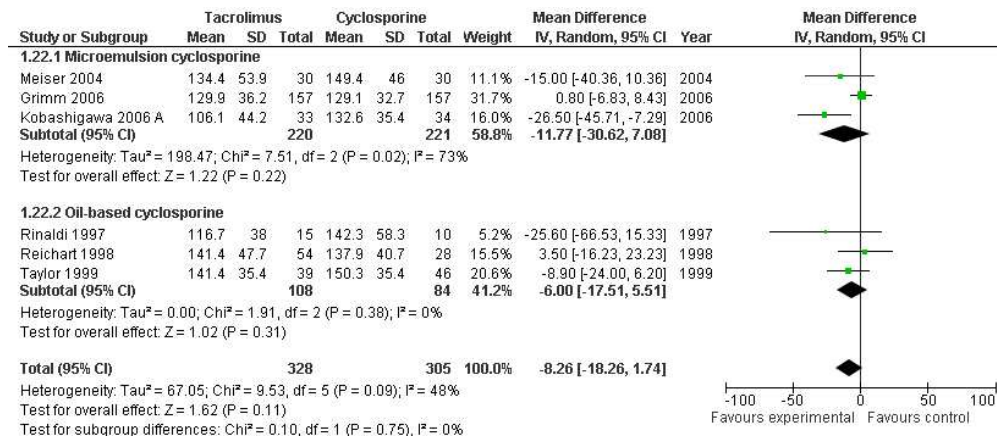 Tacrolimus Cyclosporine Mean Difference Mean Difference
Study or Subgroup Mean SD Total Mean SD Total Weight IV, Random, 95% CI Year IV, Random, 95% CI
1.22.1 Microemulsion cyclosporine
Meiser 2004 134.4 53.9 30 149.4 46 30 11.1% -15.00 [-40.36, 10.36] 2004
Grimm 2006 129.9 36.2 157 129.1 32.7 157 31.7% 0.80 [-6.83, 8.43] 2006
Kobashigawa 2006 A 106.1 44.2 33 132.6 35.4 34 16.0% -26.50 [-45.71, -7.29] 2006
Subtotal (95% CI) 220 221 58.8% -11.77 [-30.62, 7.08]
Heterogeneity: Tau² = 198.47; Chi² = 7.51, df = 2 (P = 0.02); I² = 73%
Test for overall effect: Z = 1.22 (P = 0.22)
1.22.2 Oil-based cyclosporine
Rinaldi 1997 116.7 38 15 142.3 58.3 10 5.2% -25.60 [-66.53, 15.33] 1997
Reichart 1998 141.4 47.7 54 137.9 40.7 28 15.5% 3.50 [-16.23, 23.23] 1998
Taylor 1999 141.4 35.4 39 150.3 35.4 46 20.6% -8.90 [-24.00, 6.20] 1999
Subtotal (95% CI) 108 84 41.2% -6.00 [-17.51, 5.51]
Heterogeneity: Tau² = 0.00; Chi² = 1.91, df = 2 (P = 0.38); I² = 0%
Test for overall effect: Z = 1.02 (P = 0.31)
Total (95% CI) 328 305 100.0% -8.26 [-18.26, 1.74]
Heterogeneity: Tau² = 67.05; Chi² = 9.53, df = 5 (P = 0.09); I² = 48%
Test for overall effect: Z = 1.62 (P = 0.11)
Test for subgroup differences: Chi² = 0.10, df = 1 (P = 0.75), I² = 0%
-100 -50 0 50 100
Favours experimental Favours control